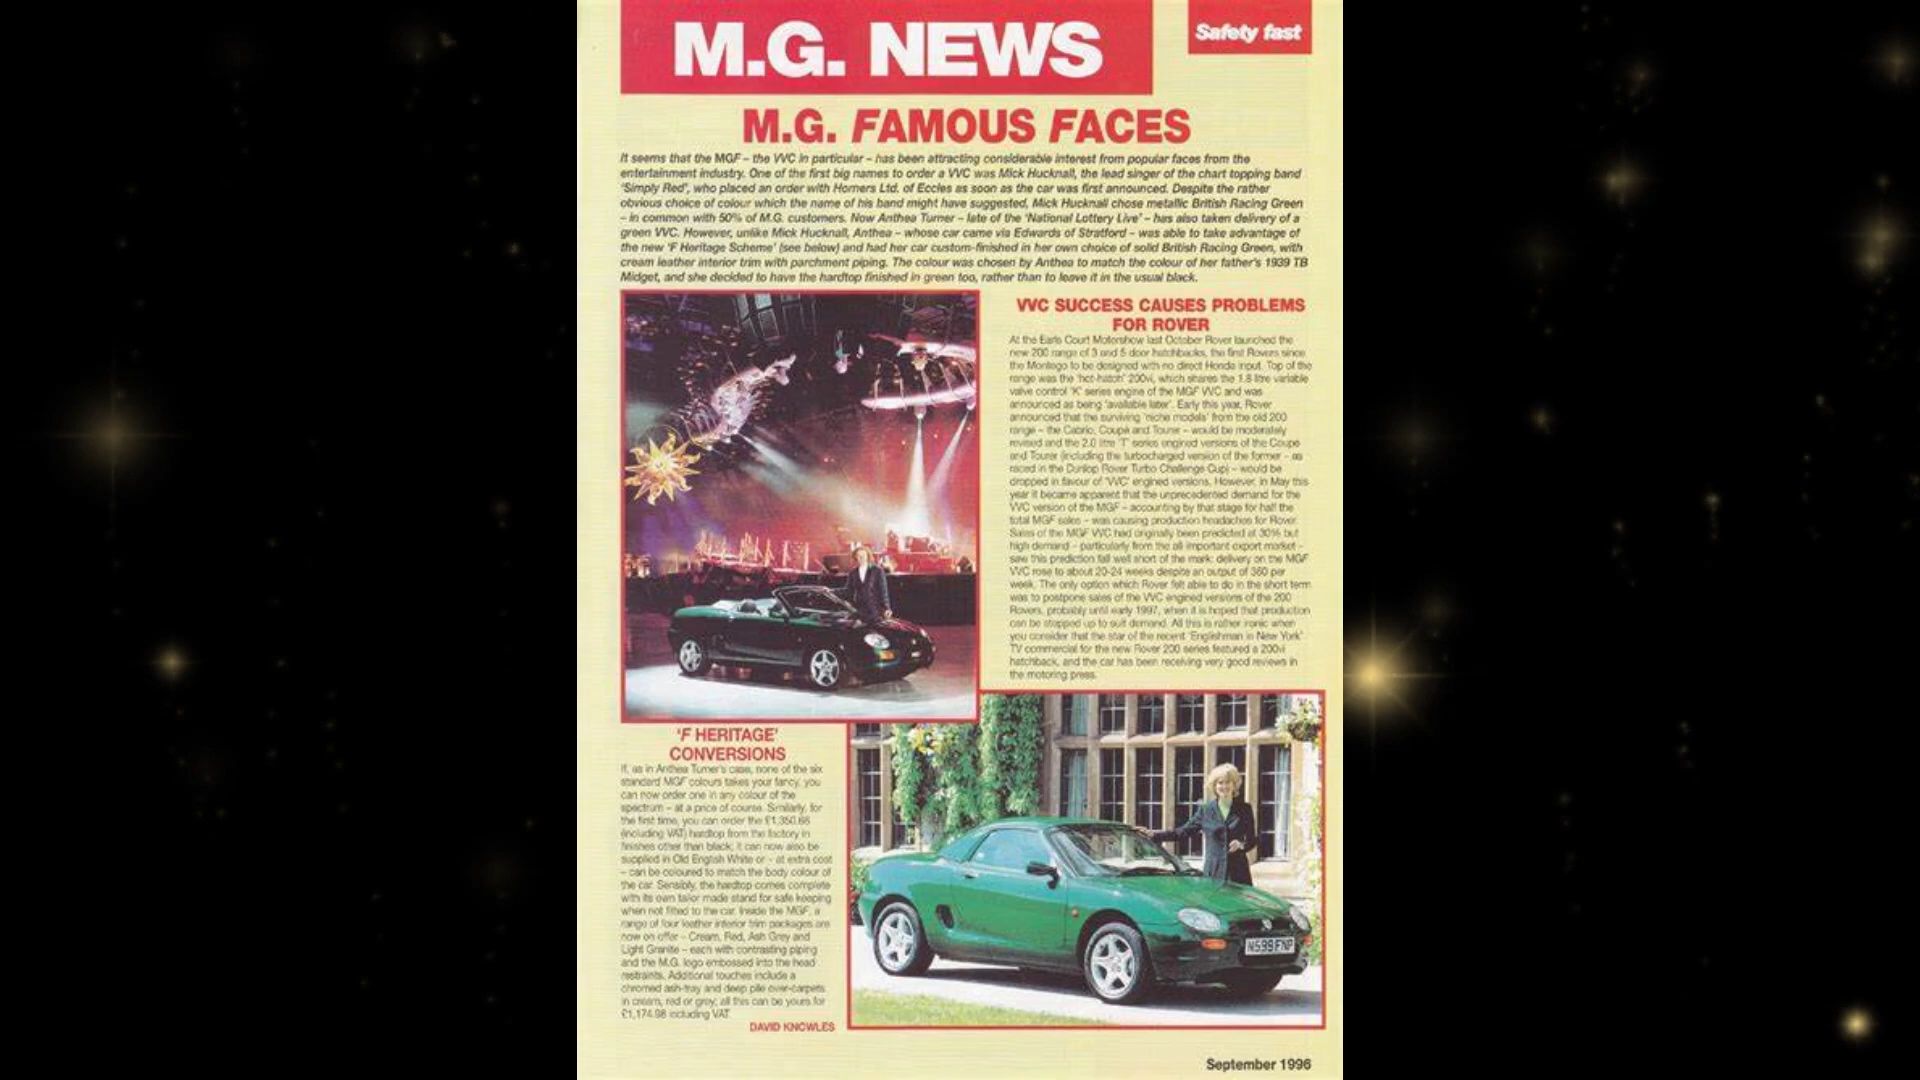 M.G. NEWS
Safety fast
M.G. FAMOUS FACES
It seems that the MGF – the VVC in particular – has been attracting considerable interest from popular faces from the
entertainment industry. One of the first big names to order a VVC was Mick Hucknall, the lead singer of the chart topping band
'Simply Red', who placed an order with Homers Ltd. of Eccles as soon as the car was first announced. Despite the rather
obvious choice of colour which the name of his band might have suggested, Mick Hucknall chose metallic British Racing Green
– in common with 50% of M.G. customers. Now Anthea Turner – late of the 'National Lottery Live' – has also taken delivery of a
green VVC. However, unlike Mick Hucknall, Anthea – whose car came via Edwards of Stratford – was able to take advantage of
the new 'F Heritage Scheme' (see below) and had her car custom-finished in her own choice of solid British Racing Green, with
cream leather interior trim with parchment piping. The colour was chosen by Anthea to match the colour of her father's 1939 TB
Midget, and she decided to have the hardtop finished in green too, rather than to leave it in the usual black.
VVC SUCCESS CAUSES PROBLEMS
FOR ROVER
At the Earls Court Motorshow last October Rover launched the
new 200 range of 3 and 5 door hatchbacks, the first Rovers since
the Montego to be designed with no direct Honda input. Top of the
range was the 'hot-hatch' 200vi, which shares the 1.8 litre variable
valve control 'K' series engine of the MGF VVC and was
announced as being 'available later'. Early this year, Rover
announced that the surviving 'niche models' from the old 200
range – the Cabrio, Coupé and Tourer – would be moderately
revised and the 2.0 litre 'T' series engined versions of the Coupe
and Tourer (including the turbocharged version of the former – as
raced in the Dunlop Rover Turbo Challenge Cup) – would be
dropped in favour of 'VVC' engined versions. However, in May this
year it became apparent that the unprecedented demand for the
VVC version of the MGF – accounting by that stage for half the
total MGF sales – was causing production headaches for Rover.
Sales of the MGF VVC had originally been predicted at 30% but
high demand – particularly from the all-important export market –
saw this prediction fall well short of the mark: delivery on the MGF
VVC rose to about 20-24 weeks despite an output of 360 per
week. The only option which Rover felt able to do in the short term
was to postpone sales of the VVC engined versions of the 200
Rovers, probably until early 1997, when it is hoped that production
can be stepped up to suit demand. All this is rather ironic when
you consider that the star of the recent 'Englishman in New York'
TV commercial for the new Rover 200 series featured a 200vi
hatchback, and the car has been receiving very good reviews in
the motoring press.
'F HERITAGE'
CONVERSIONS
If, as in Anthea Turner's case, none of the six
standard MGF colours takes your fancy, you
can now order one in any colour of the
spectrum – at a price of course. Similarly, for
the first time, you can order the £1,350.66
(including VAT) hardtop from the factory in
finishes other than black; it can now also be
supplied in Old English White or – at extra cost
– can be coloured to match the body colour of
the car. Sensibly, the hardtop comes complete
with its own tailor made stand for safe keeping
when not fitted to the car. Inside the MGF, a
range of four leather interior trim packages are
now on offer – Cream, Red, Ash Grey and
Light Granite – each with contrasting piping
and the M.G. logo embossed into the head
restraints. Additional touches include a
chromed ash-tray and deep pile over-carpets
in cream, red or grey; all this can be yours for
£1,174.98 including VAT.
DAVID KNOWLES
N599 FNP
September 1996